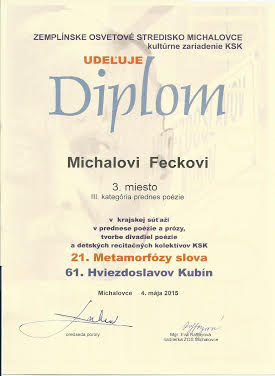 ZEMPLÍNSKE OSVETOVÉ STREDISKO MICHALOVCE
kultúrne zariadenie KSK
UDEĽUJE
Diplom
Michalovi Feckovi
3. miesto
III. kategória prednes poézie
v krajskej súťaži
v prednese poézie a prózy,
tvorbe divadiel poézie
a detských recitačných kolektívov KSK
21. Metamorfózy slova
61. Hviezdoslavov Kubín
Michalovce 4. mája 2015
predseda poroty
Mgr. Eva
riaditeľka ZOS Michalovce